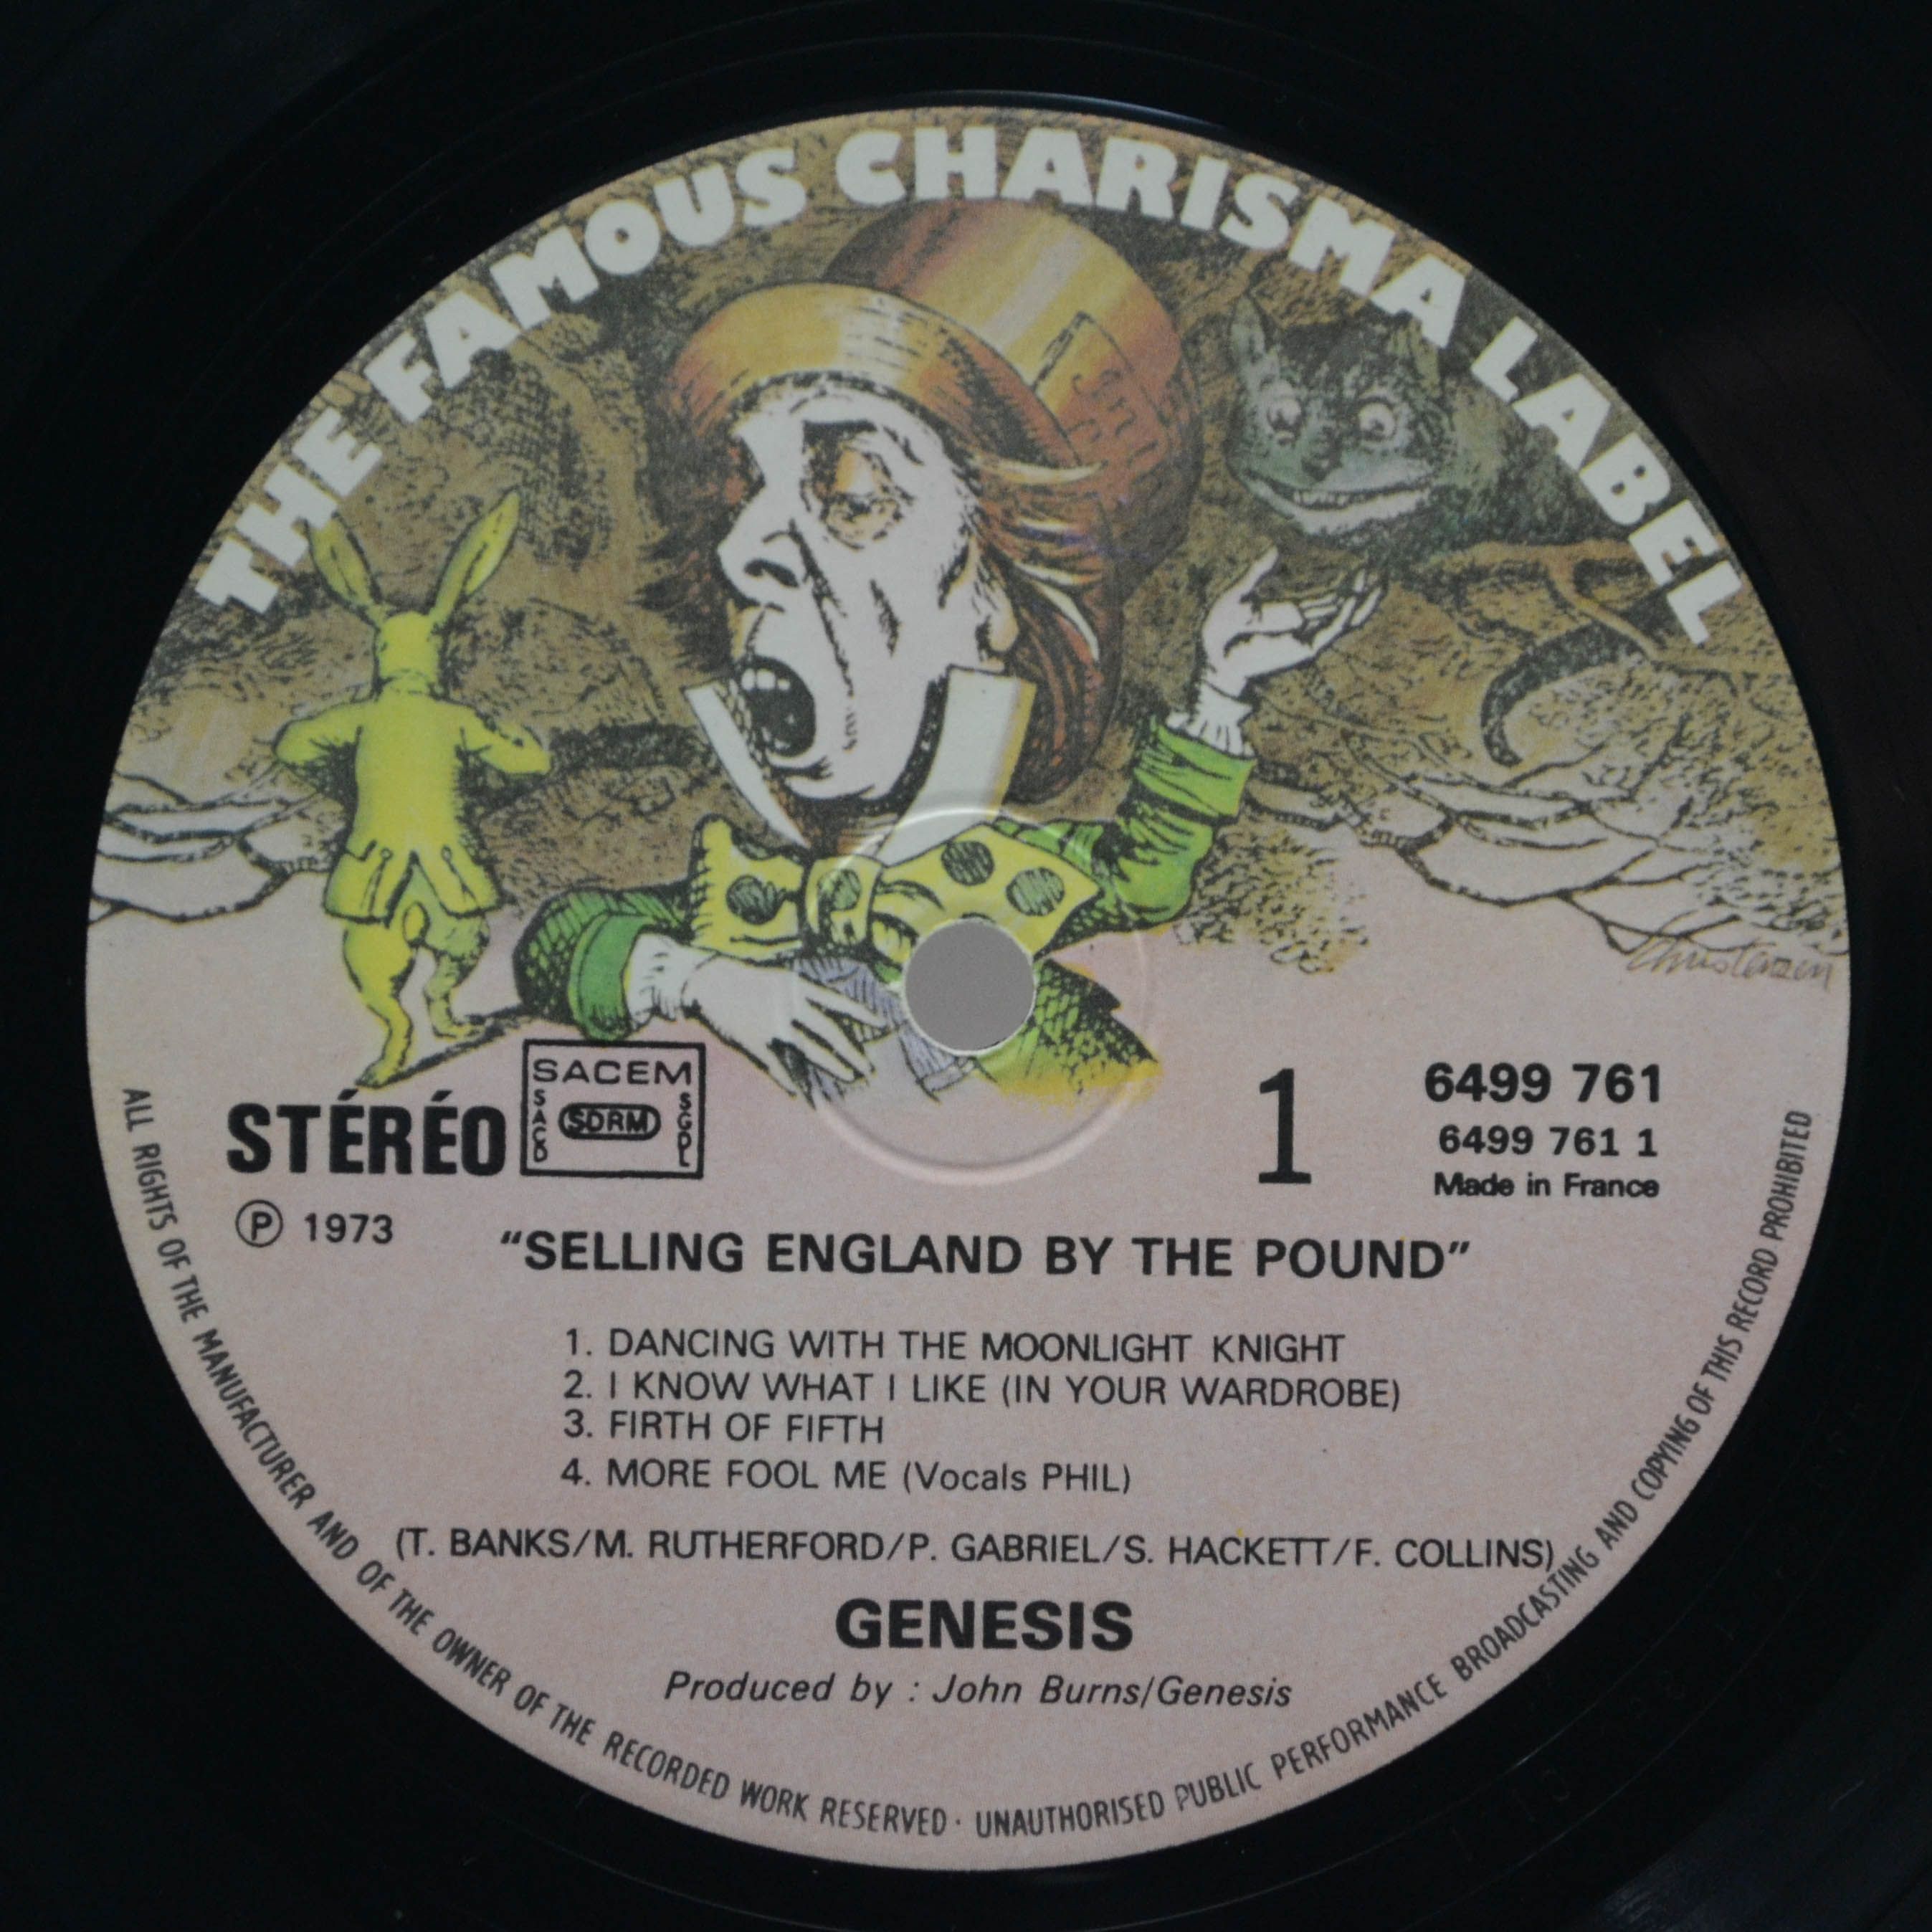 THE FAMOUS CHARISMA LABEL
Christenzen
STÉRÉO
SACEM
SACD
SDRM
SGDL
1
6499 761
6499 761 1
Made in France
Ⓟ 1973
“SELLING ENGLAND BY THE POUND”
1. DANCING WITH THE MOONLIGHT KNIGHT
2. I KNOW WHAT I LIKE (IN YOUR WARDROBE)
3. FIRTH OF FIFTH
4. MORE FOOL ME (Vocals PHIL)
(T. BANKS/M. RUTHERFORD/P. GABRIEL/S. HACKETT/F. COLLINS)
GENESIS
Produced by : John Burns/Genesis
ALL RIGHTS OF THE MANUFACTURER AND OF THE OWNER OF THE RECORDED WORK RESERVED · UNAUTHORISED PUBLIC PERFORMANCE BROADCASTING AND COPYING OF THIS RECORD PROHIBITED